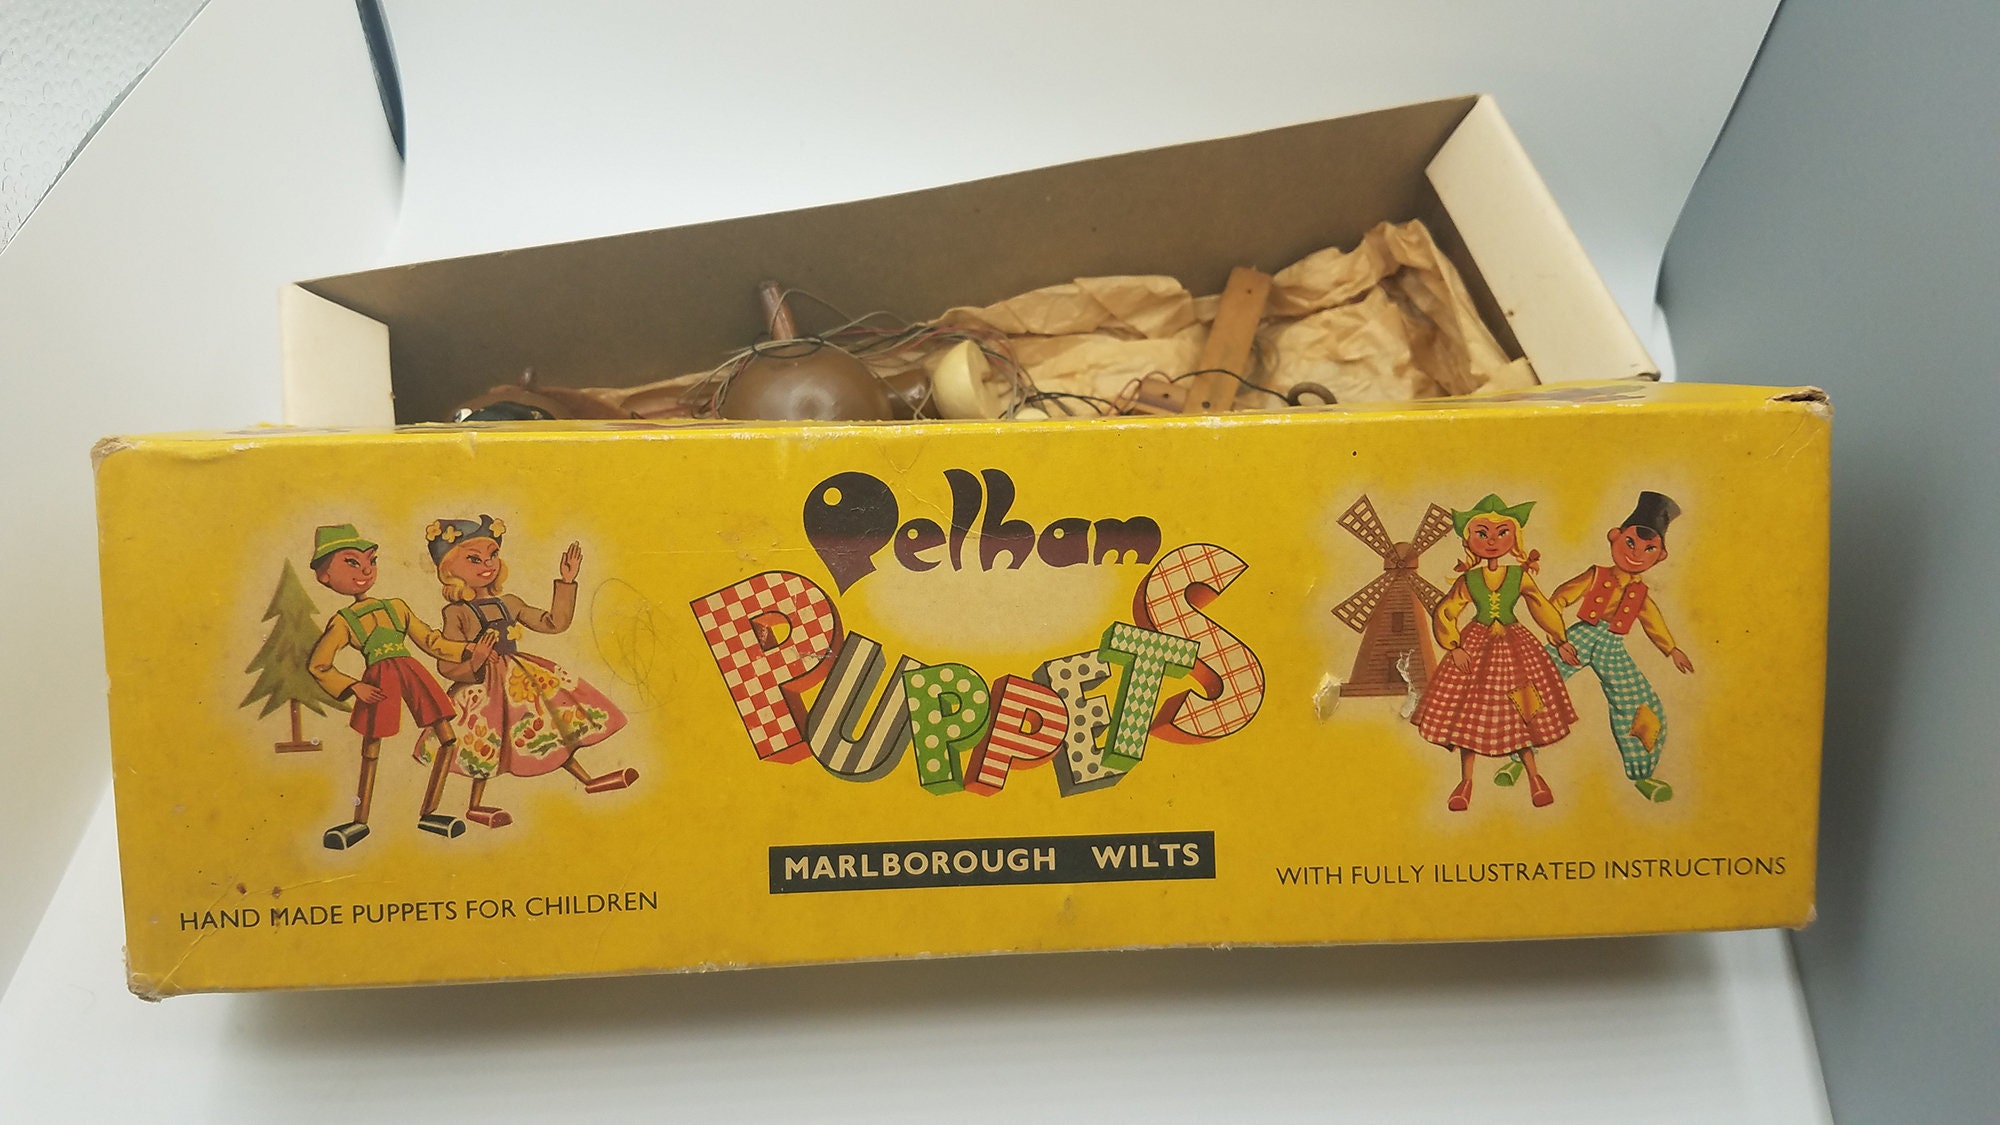 Pelham
PUPPETS
MARLBOROUGH WILTS
HAND MADE PUPPETS FOR CHILDREN
WITH FULLY ILLUSTRATED INSTRUCTIONS